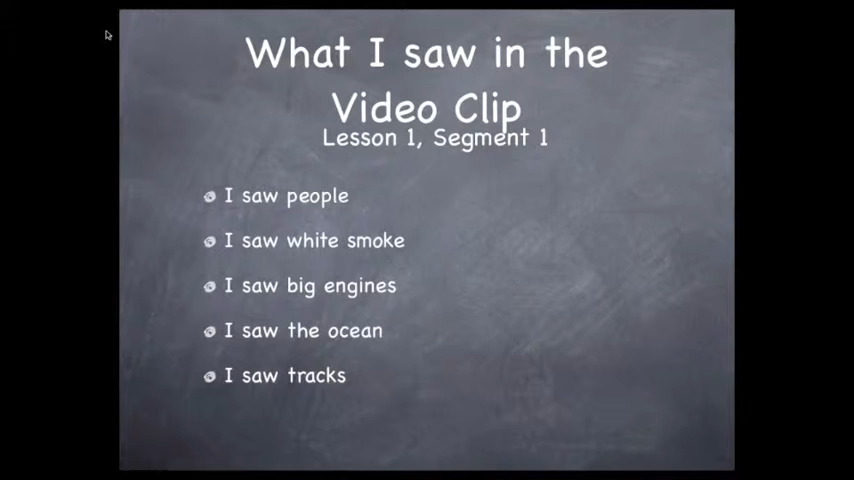 What I saw in the
Video Clip
Lesson 1, Segment 1
I saw people
I saw white smoke
I saw big engines
I saw the ocean
I saw tracks